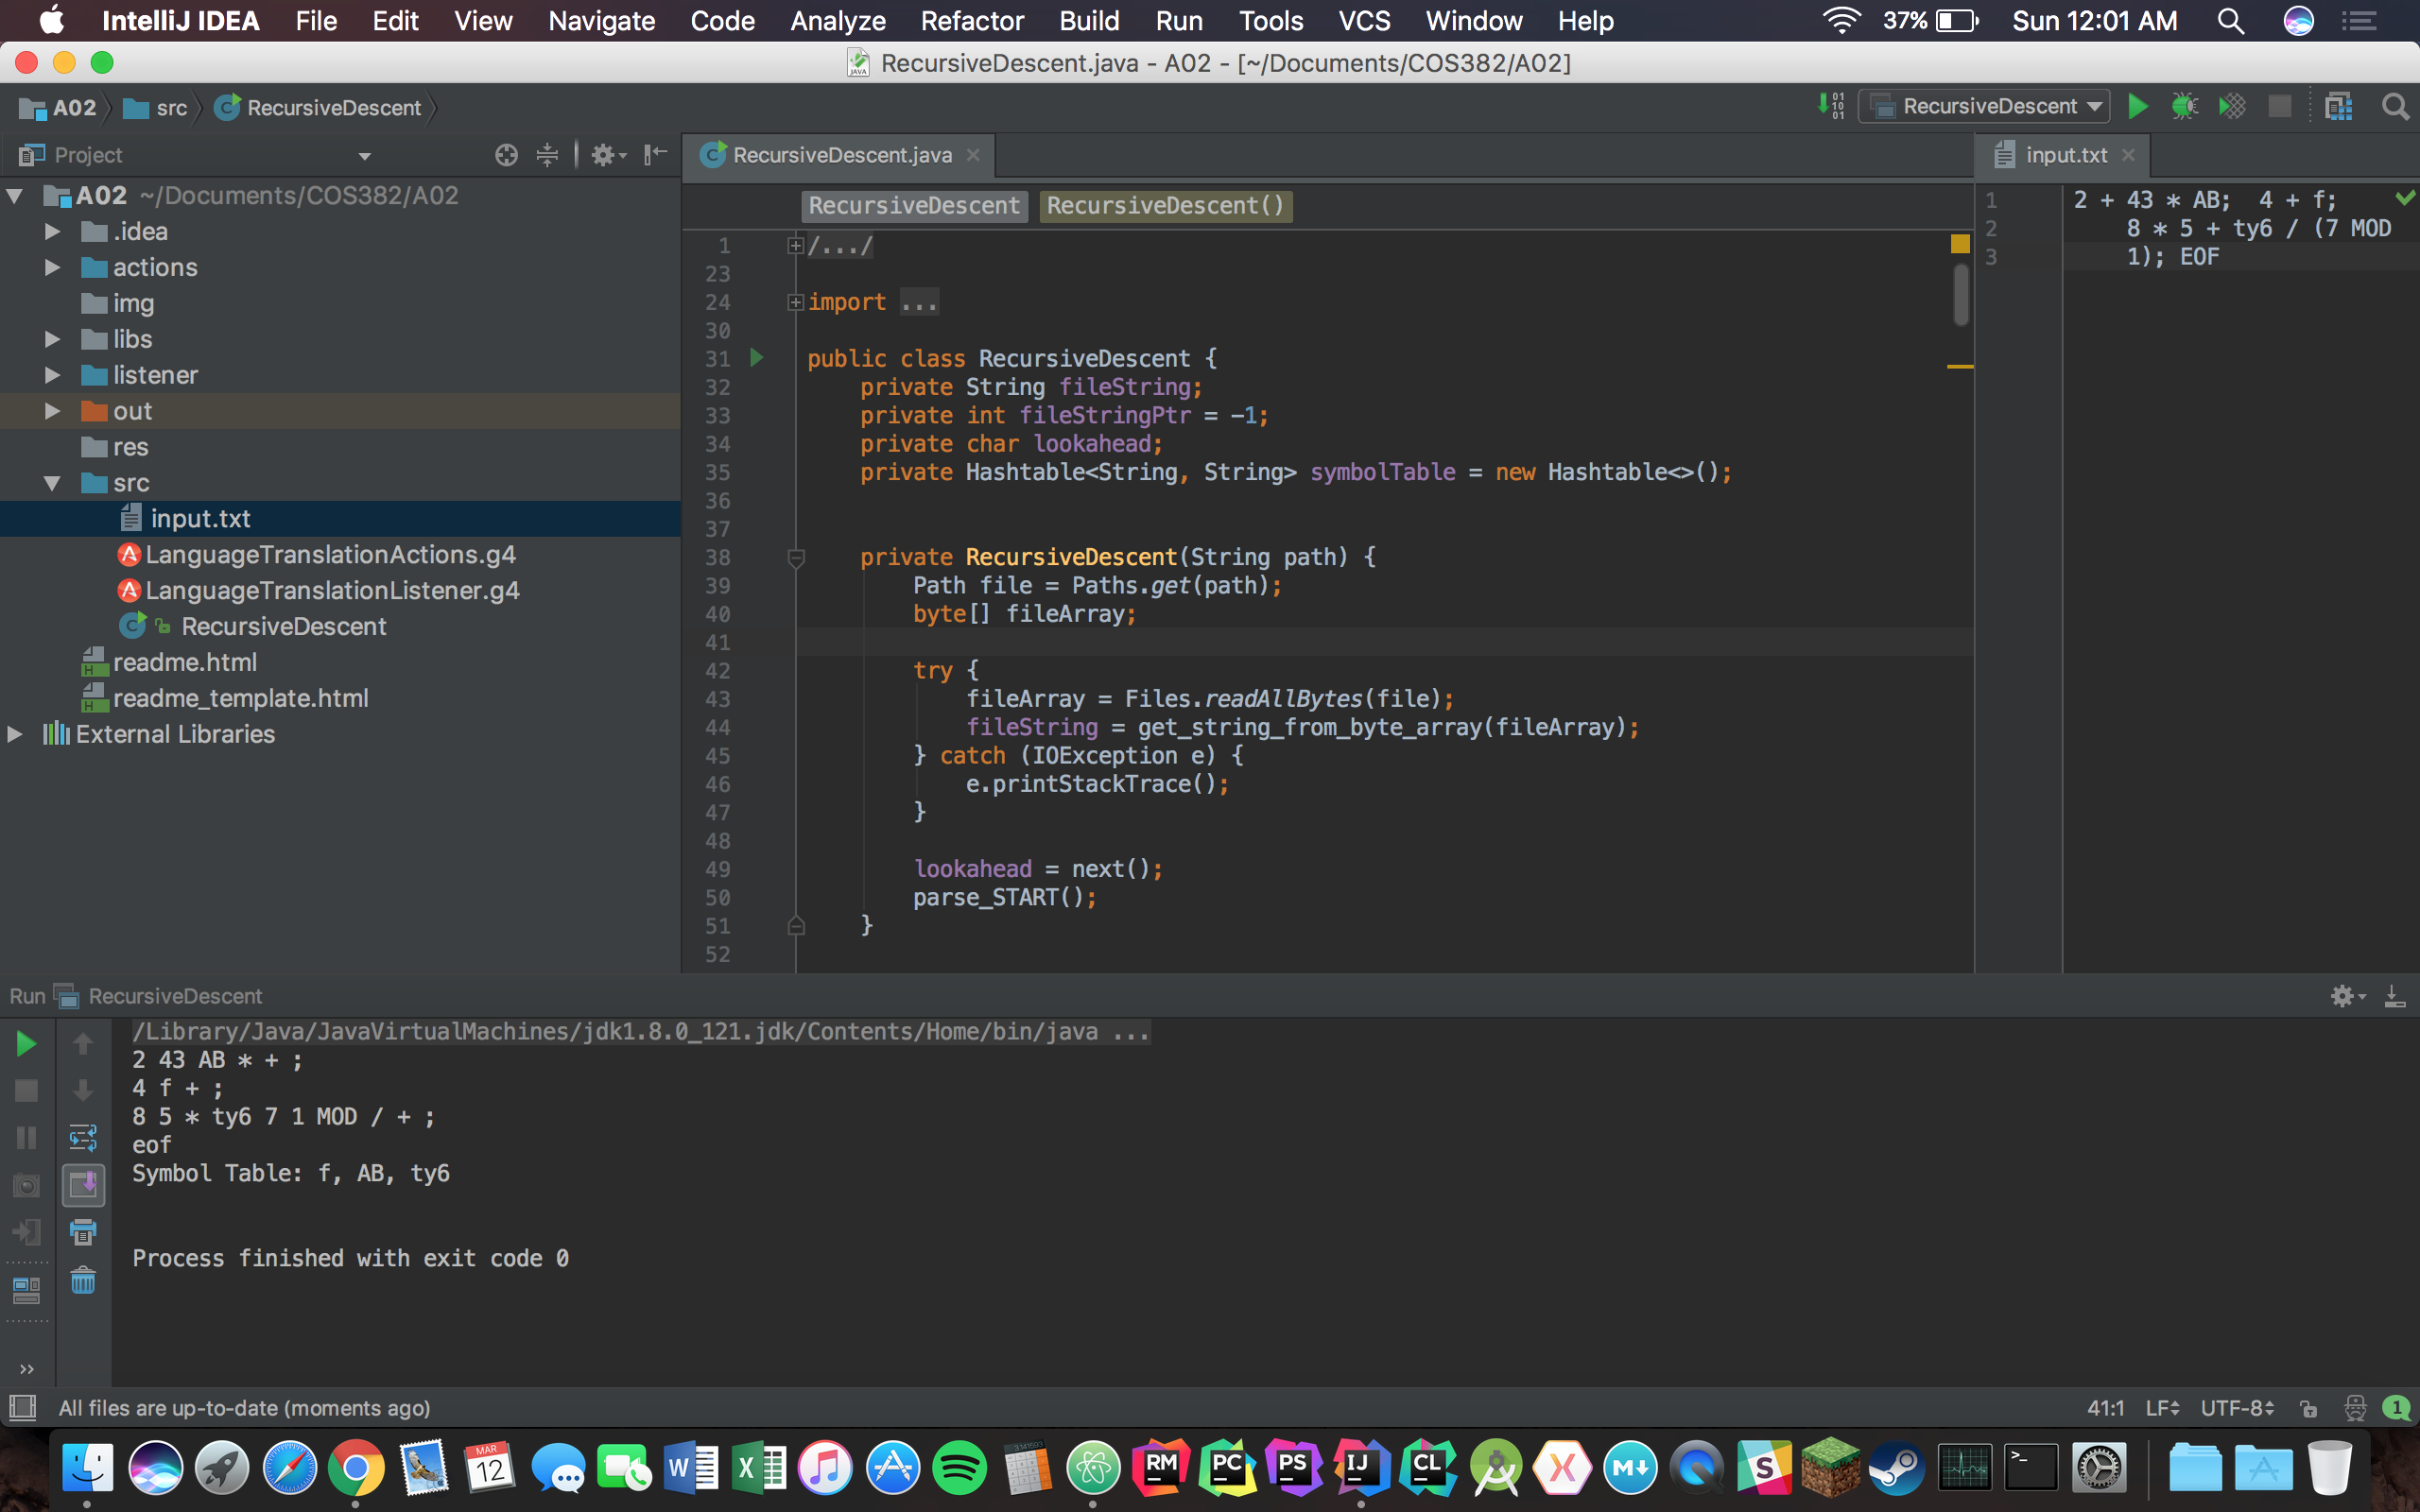 IntelliJ IDEA File Edit View Navigate Code Analyze Refactor Build Run Tools VCS Window Help 37% Sun 12:01 AM
RecursiveDescent.java - A02 - [~/Documents/COS382/A02]
A02 src RecursiveDescent
RecursiveDescent
Project
A02 ~/Documents/COS382/A02
.idea
actions
img
libs
listener
out
res
src
input.txt
LanguageTranslationActions.g4
LanguageTranslationListener.g4
RecursiveDescent
readme.html
readme_template.html
External Libraries
RecursiveDescent.java
RecursiveDescent RecursiveDescent()
1 /.../
23
24 import ...
30
31 public class RecursiveDescent {
32 private String fileString;
33 private int fileStringPtr = -1;
34 private char lookahead;
35 private Hashtable<String, String> symbolTable = new Hashtable<>();
36
37
38 private RecursiveDescent(String path) {
39 Path file = Paths.get(path);
40 byte[] fileArray;
41
42 try {
43 fileArray = Files.readAllBytes(file);
44 fileString = get_string_from_byte_array(fileArray);
45 } catch (IOException e) {
46 e.printStackTrace();
47 }
48
49 lookahead = next();
50 parse_START();
51 }
52
input.txt
1 2 + 43 * AB;  4 + f;
2 8 * 5 + ty6 / (7 MOD
3 1); EOF
Run RecursiveDescent
/Library/Java/JavaVirtualMachines/jdk1.8.0_121.jdk/Contents/Home/bin/java ...
2 43 AB * + ;
4 f + ;
8 5 * ty6 7 1 MOD / + ;
eof
Symbol Table: f, AB, ty6
Process finished with exit code 0
All files are up-to-date (moments ago)
41:1 LF UTF-8 1
MAR
12
W
X
3.141593
RM
PC
PS
IJ
CL
X
M
S
>_